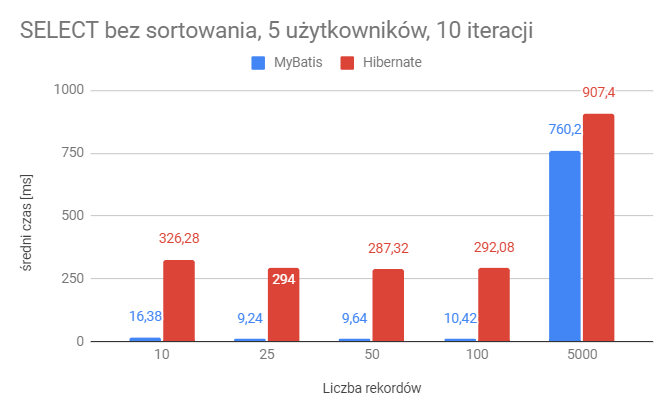 SELECT bez sortowania, 5 użytkowników, 10 iteracji
MyBatis Hibernate
średni czas [ms]
1000
750
500
250
0
16,38 326,28
9,24 294
9,64 287,32
10,42 292,08
760,2 907,4
10 25 50 100 5000
Liczba rekordów